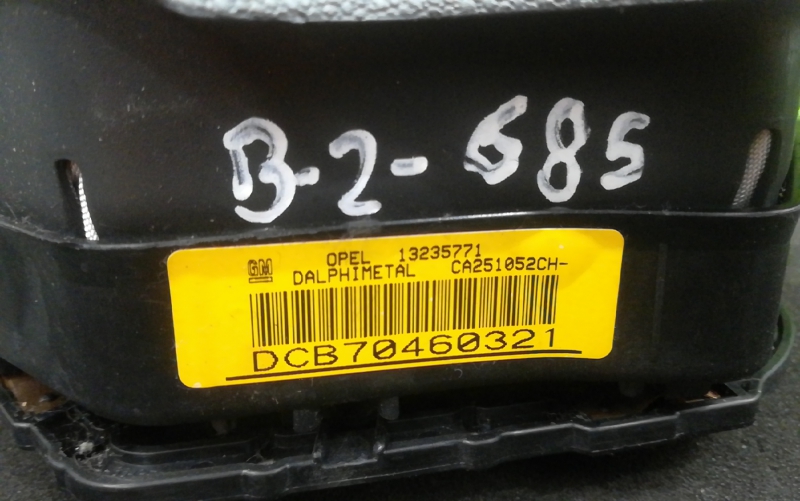 B-2-685
GM OPEL 13235771
DALPHIMETAL CA251052CH-
DCB70460321